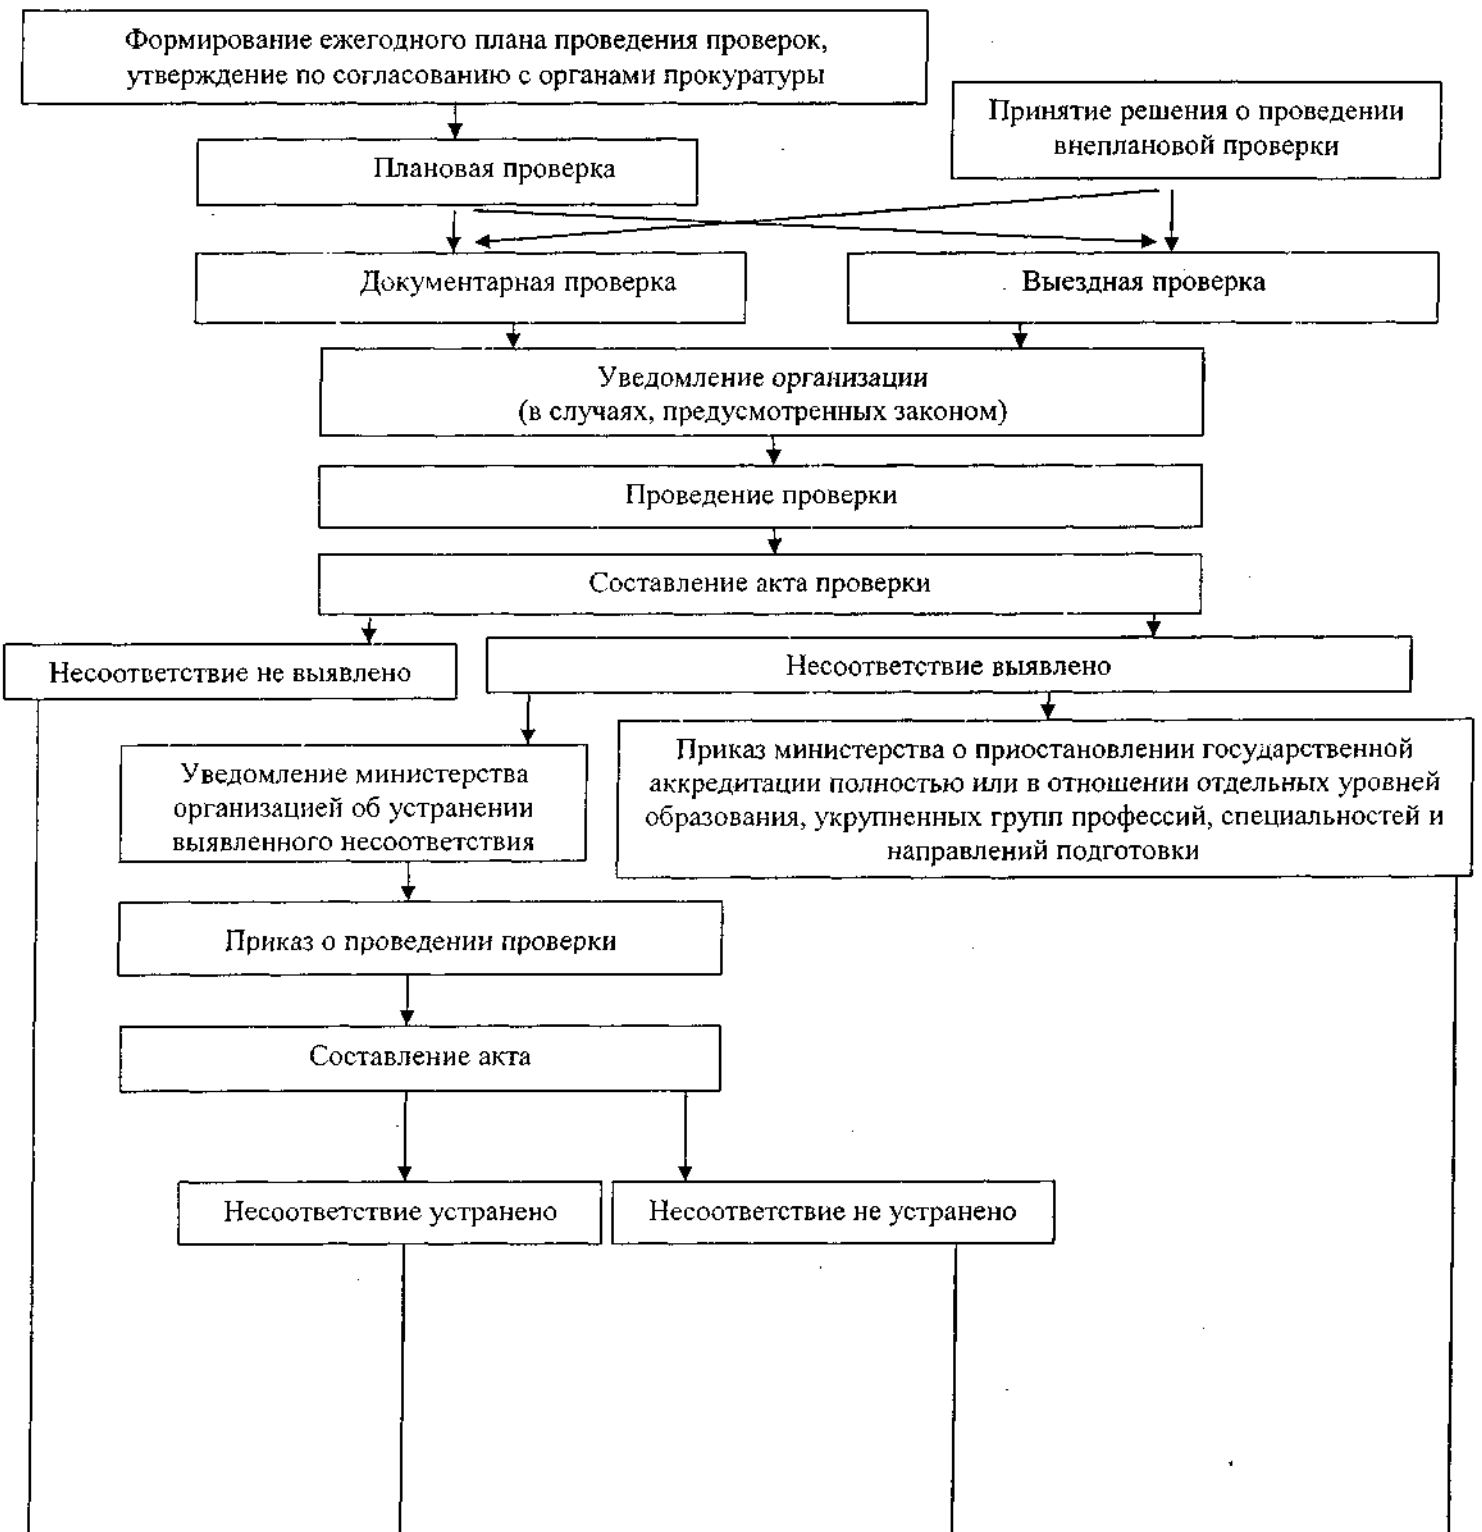 Формирование ежегодного плана проведения проверок,
утверждение по согласованию с органами прокуратуры
Принятие решения о проведении
внеплановой проверки
Плановая проверка
Документарная проверка
Выездная проверка
Уведомление организации
(в случаях, предусмотренных законом)
Проведение проверки
Составление акта проверки
Несоответствие не выявлено
Несоответствие выявлено
Уведомление министерства
организацией об устранении
выявленного несоответствия
Приказ министерства о приостановлении государственной
аккредитации полностью или в отношении отдельных уровней
образования, укрупненных групп профессий, специальностей и
направлений подготовки
Приказ о проведении проверки
Составление акта
Несоответствие устранено
Несоответствие не устранено